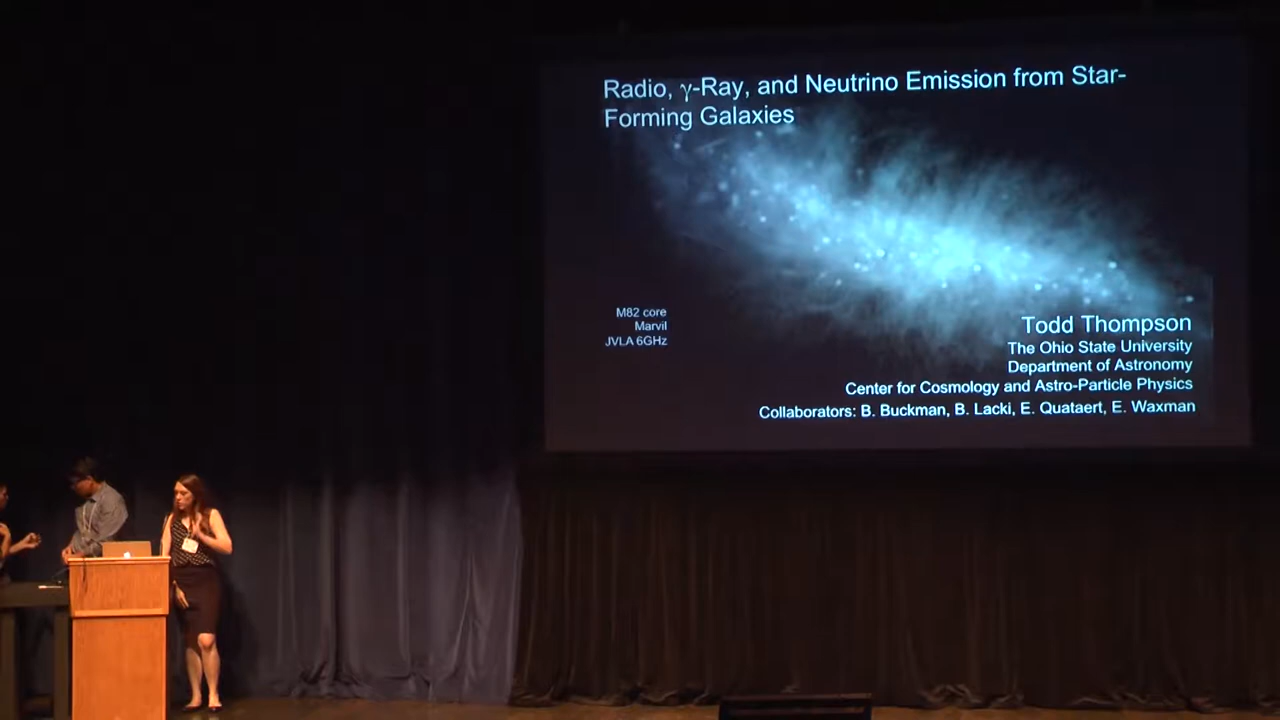 Radio, γ-Ray, and Neutrino Emission from Star-
Forming Galaxies
M82 core
Marvil
JVLA 6GHz
Todd Thompson
The Ohio State University
Department of Astronomy
Center for Cosmology and Astro-Particle Physics
Collaborators: B. Buckman, B. Lacki, E. Quataert, E. Waxman